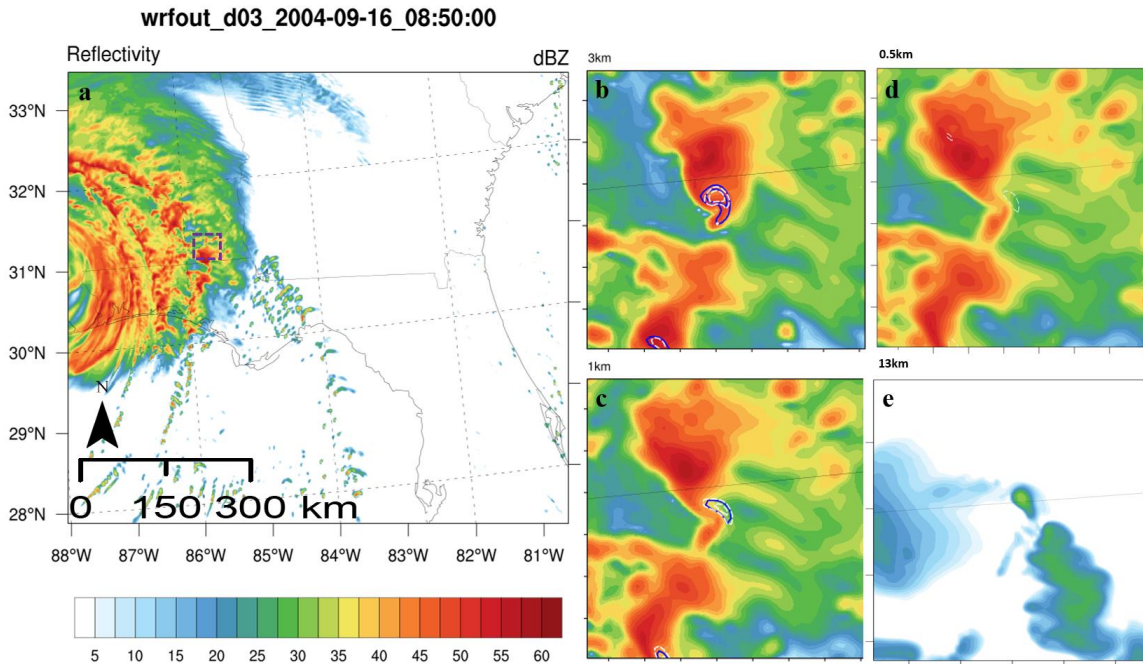 wrfout_d03_2004-09-16_08:50:00
Reflectivity dBZ
a
33°N
32°N
31°N
30°N
29°N
28°N
N
0 150 300 km
88°W 87°W 86°W 85°W 84°W 83°W 82°W 81°W
5 10 15 20 25 30 35 40 45 50 55 60
3km
b
0.5km
d
1km
c
13km
e